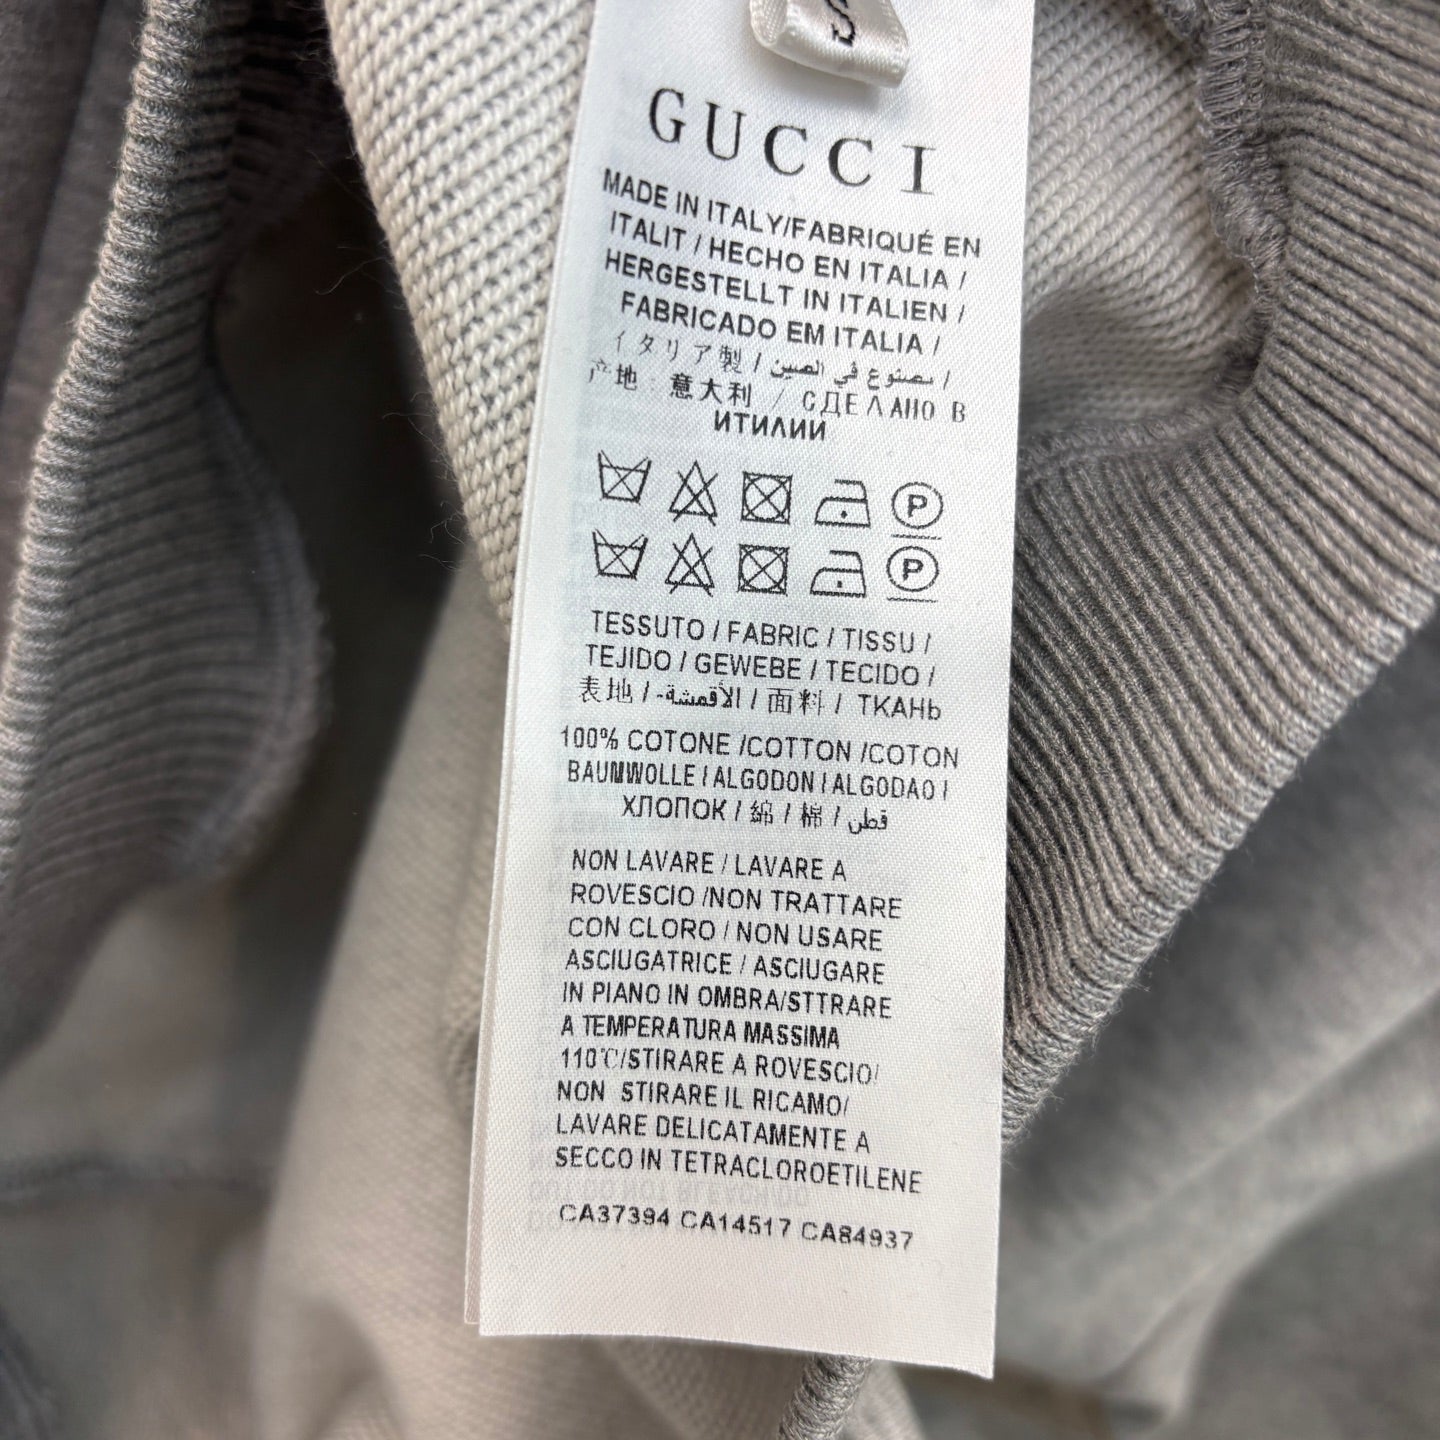 S
GUCCI
MADE IN ITALY/FABRIQUÉ EN
ITALIT / HECHO EN ITALIA /
HERGESTELLT IN ITALIEN /
FABRICADO EM ITALIA /
イタリア製 / مصنوع في الصين /
产地：意大利 / СДЕЛАНО В
ИТИЛИИ
P
P
TESSUTO / FABRIC / TISSU /
TEJIDO / GEWEBE / TECIDO /
表地 / الأقمشة- / 面料 / ТКАНЬ
100% COTONE /COTTON /COTON
BAUMWOLLE / ALGODON / ALGODAO /
ХЛОПОК / 綿 / 棉 / قطن
NON LAVARE / LAVARE A
ROVESCIO /NON TRATTARE
CON CLORO / NON USARE
ASCIUGATRICE / ASCIUGARE
IN PIANO IN OMBRA/STTRARE
A TEMPERATURA MASSIMA
110℃/STIRARE A ROVESCIO/
NON STIRARE IL RICAMO/
LAVARE DELICATAMENTE A
SECCO IN TETRACLOROETILENE
CA37394 CA14517 CA84937